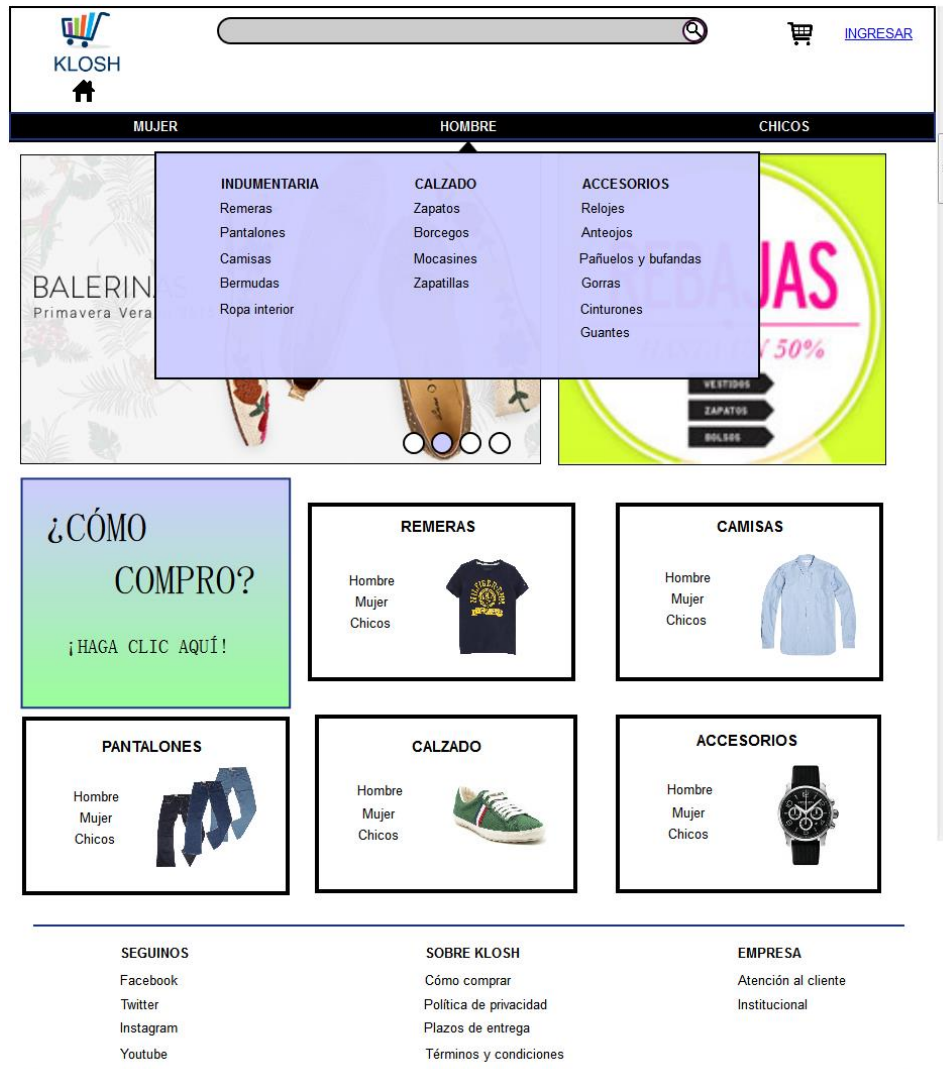 KLOSH
INGRESAR
MUJER HOMBRE CHICOS
INDUMENTARIA
Remeras
Pantalones
Camisas
Bermudas
Ropa interior
CALZADO
Zapatos
Borcegos
Mocasines
Zapatillas
ACCESORIOS
Relojes
Anteojos
Pañuelos y bufandas
Gorras
Cinturones
Guantes
BALERINAS
Primavera Vera
REBAJAS
HASTA UN 50%
VESTIDOS
ZAPATOS
BOLSOS
¿CÓMO
COMPRO?
¡HAGA CLIC AQUÍ!
REMERAS
Hombre
Mujer
Chicos
CAMISAS
Hombre
Mujer
Chicos
PANTALONES
Hombre
Mujer
Chicos
CALZADO
Hombre
Mujer
Chicos
ACCESORIOS
Hombre
Mujer
Chicos
SEGUINOS
Facebook
Twitter
Instagram
Youtube
SOBRE KLOSH
Cómo comprar
Política de privacidad
Plazos de entrega
Términos y condiciones
EMPRESA
Atención al cliente
Institucional